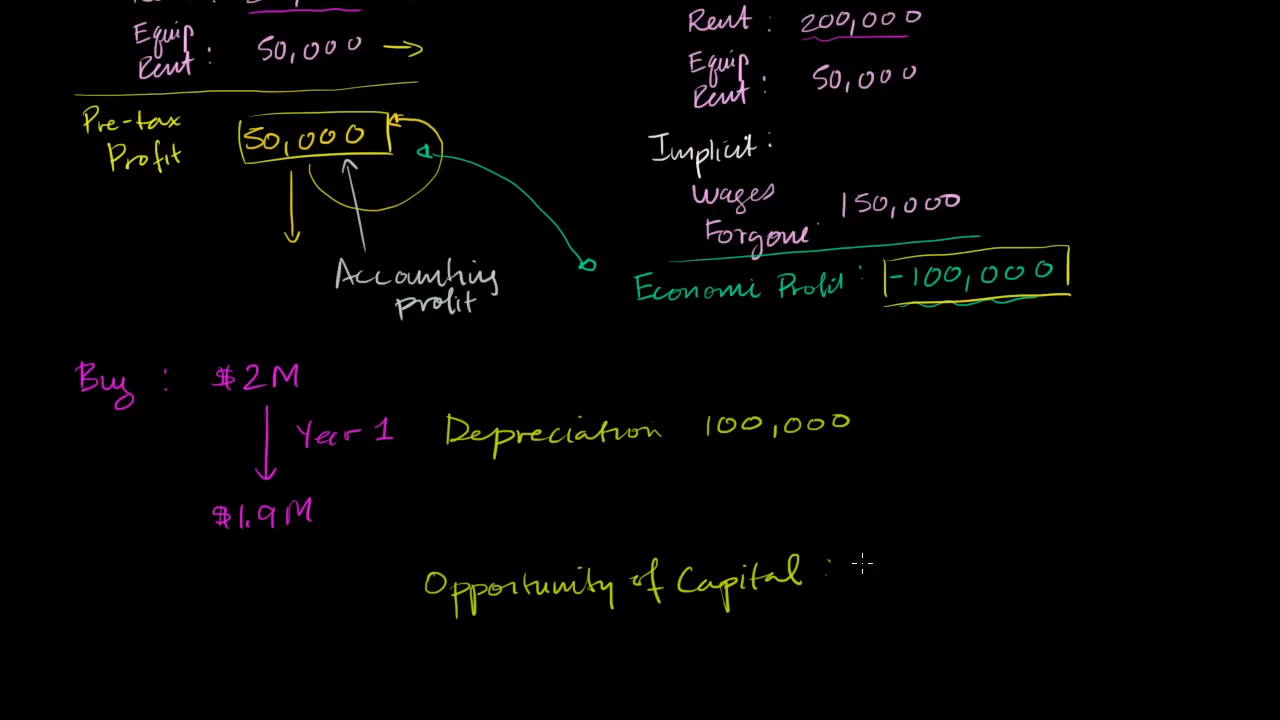 Equip
Rent : 50,000
Pre-tax
Profit 50,000
Accounting
profit
Rent : 200,000
Equip
Rent : 50,000
Implicit :
Wages
Forgone : 150,000
Economi Profit : -100,000
Buy : $2M
Year 1 Depreciation 100,000
$1.9M
Opportunity of Capital :